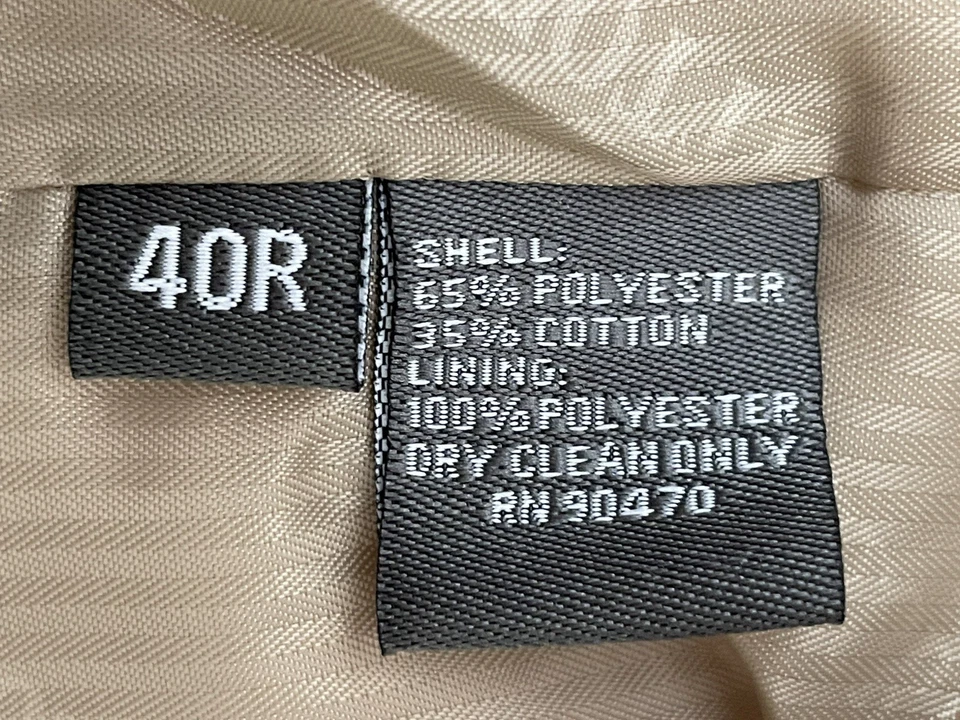 40R
SHELL:
65% POLYESTER
35% COTTON
LINING:
100% POLYESTER
DRY CLEAN ONLY
RN 90470